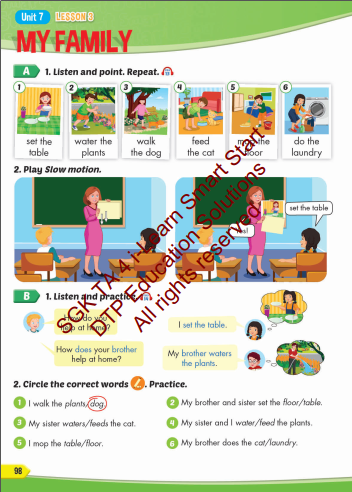 Unit 7 LESSON 3
MY FAMILY
A 1. Listen and point. Repeat.
1 2 3 4 5 6
set the table
water the plants
walk the dog
feed the cat
mop the floor
do the laundry
2. Play Slow motion.
set the table
B 1. Listen and practice.
How do you help at home?
I set the table.
How does your brother help at home?
My brother waters the plants.
2. Circle the correct words. Practice.
1 I walk the plants/dog.
2 My brother and sister set the floor/table.
3 My sister waters/feeds the cat.
4 My sister and I water/feed the plants.
5 I mop the table/floor.
6 My brother does the cat/laundry.
98
SGK TA 4 i-Learn Smart Start
DTP Education Solutions
All rights reserved